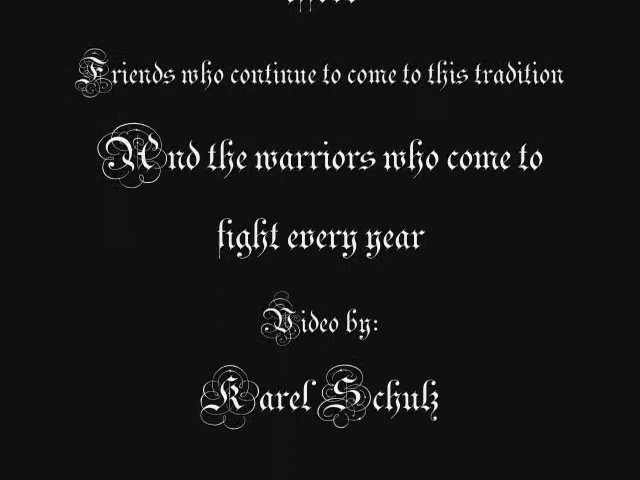 Friends who continue to come to this tradition
And the warriors who come to
fight every year
Video by:
Karel Schulz